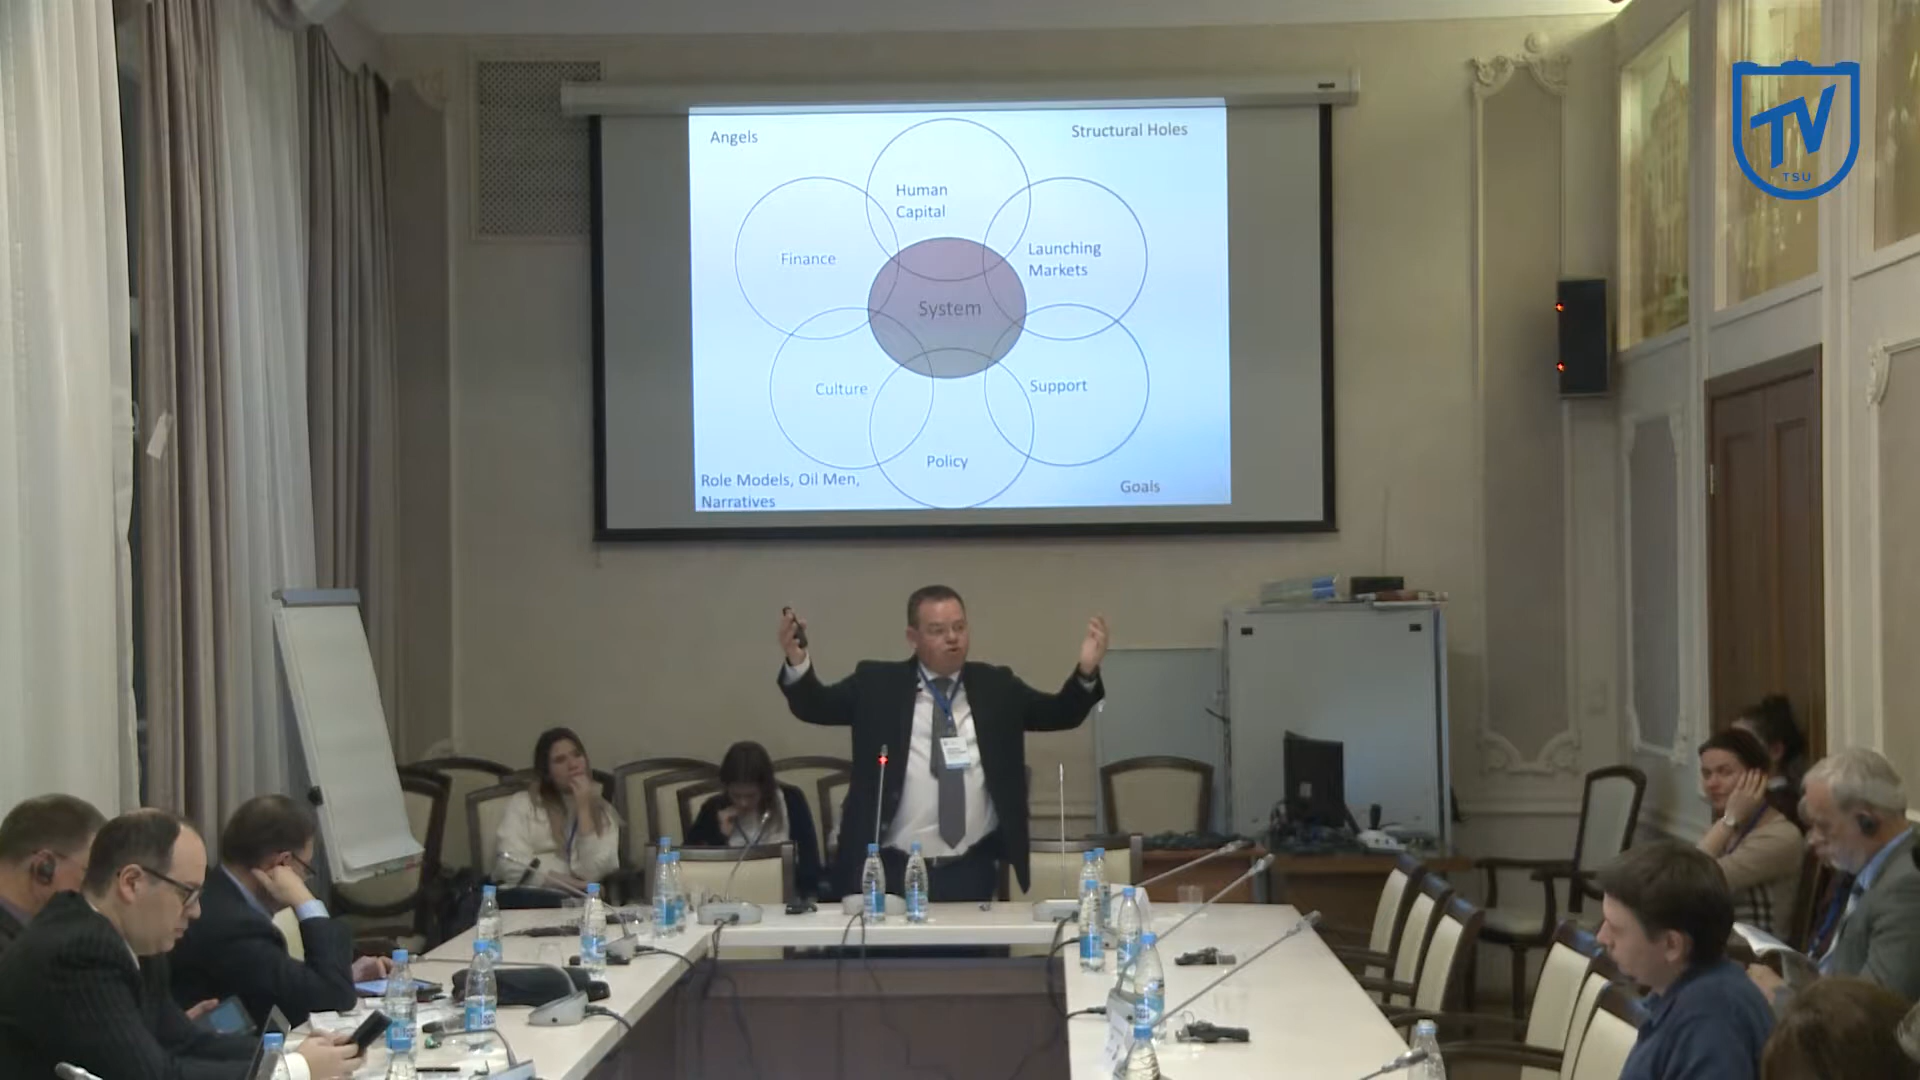 Angels
Structural Holes
Human
Capital
Finance
Launching
Markets
System
Culture
Support
Policy
Role Models, Oil Men,
Narratives
Goals
TV
TSU